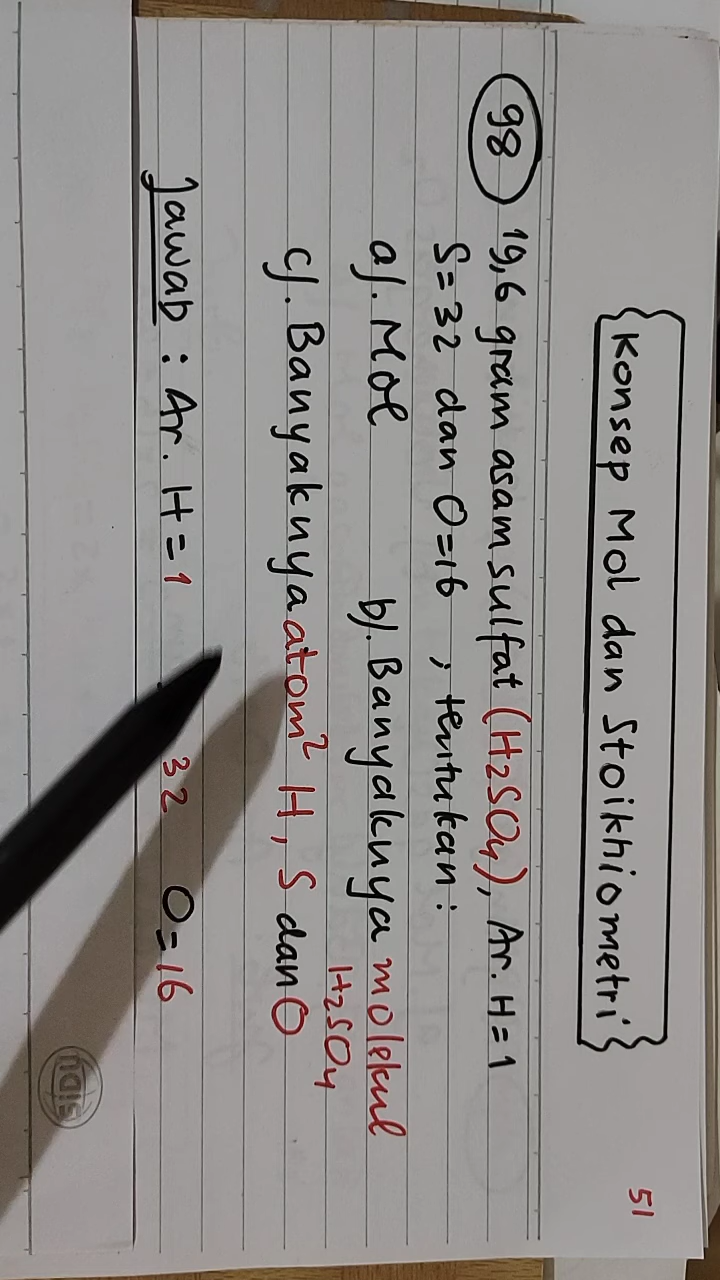 51
Konsep Mol dan Stoikhiometri
98 19,6 gram asam sulfat (H2SO4), Ar. H=1
S=32 dan O=16 , tentukan :
a). Mol b). Banyaknya molekul
H2SO4
c). Banyaknya atom² H, S dan O
Jawab : Ar. H=1 32 O=16
SIDU